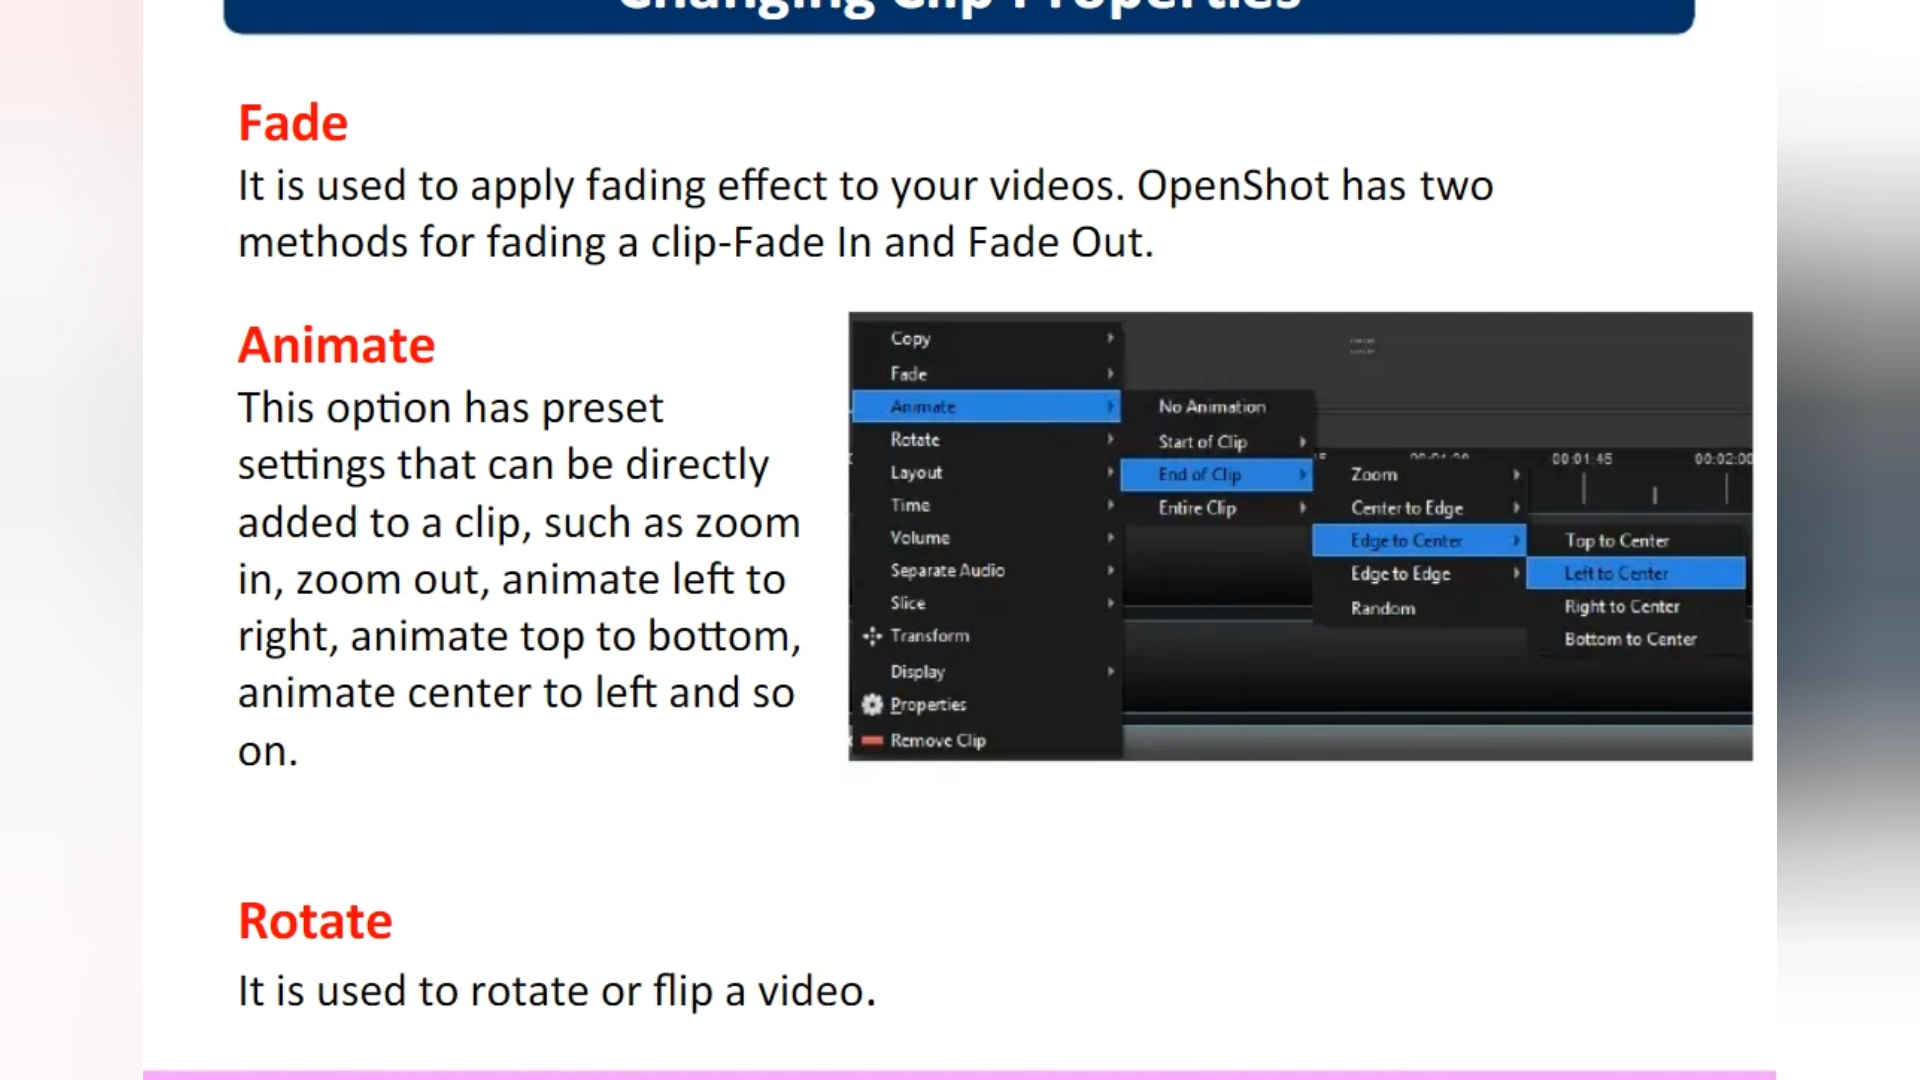 Changing Clip Properties
Fade
It is used to apply fading effect to your videos. OpenShot has two
methods for fading a clip-Fade In and Fade Out.
Animate
This option has preset
settings that can be directly
added to a clip, such as zoom
in, zoom out, animate left to
right, animate top to bottom,
animate center to left and so
on.
Copy
Fade
Animate
Rotate
Layout
Time
Volume
Separate Audio
Slice
Transform
Display
Properties
Remove Clip
No Animation
Start of Clip
End of Clip
Entire Clip
00:01:45
00:02:00
Zoom
Center to Edge
Edge to Center
Edge to Edge
Random
Top to Center
Left to Center
Right to Center
Bottom to Center
Rotate
It is used to rotate or flip a video.